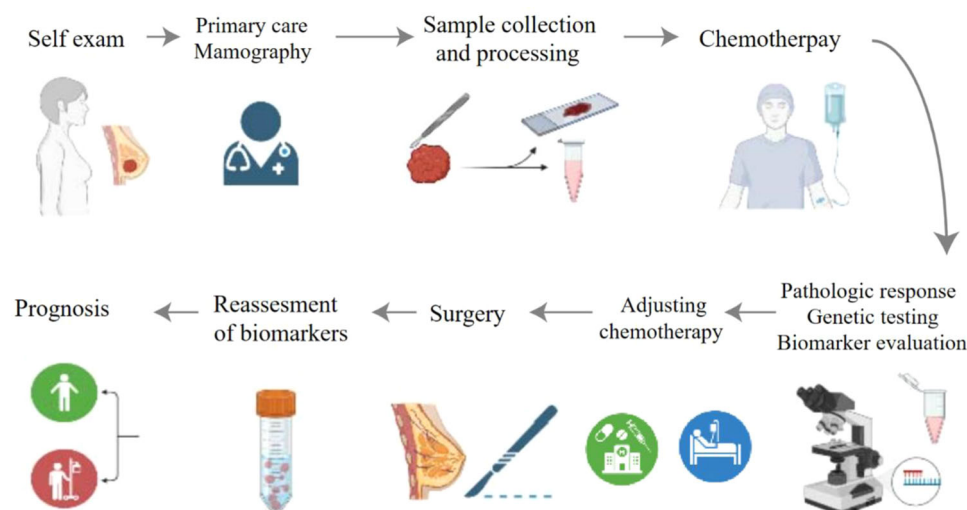 Self exam
Primary care
Mamography
Sample collection
and processing
Chemotherpay
Pathologic response
Genetic testing
Biomarker evaluation
Adjusting
chemotherapy
Surgery
Reassesment
of biomarkers
Prognosis
H